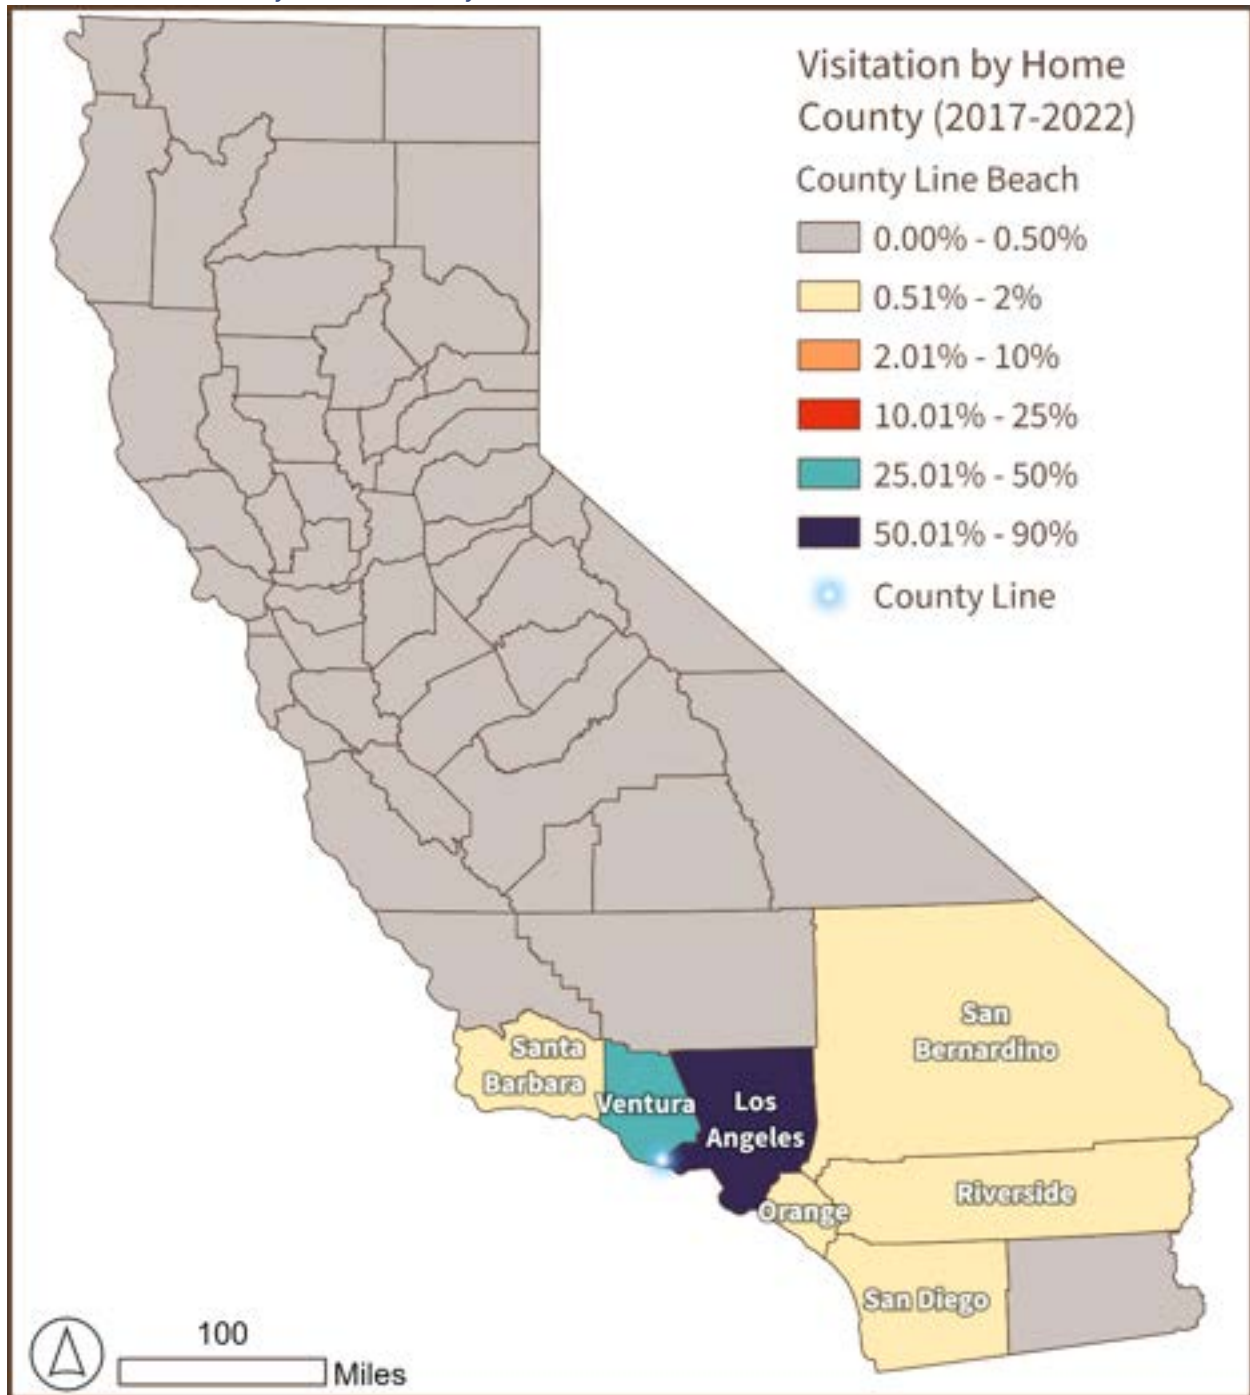 Visitation by Home
County (2017-2022)
County Line Beach
0.00% - 0.50%
0.51% - 2%
2.01% - 10%
10.01% - 25%
25.01% - 50%
50.01% - 90%
County Line
San
Bernardino
Santa
Barbara
Ventura
Los
Angeles
Riverside
Orange
San Diego
100
Miles